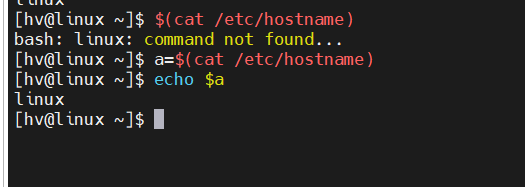 linux
[hv@linux ~]$ $(cat /etc/hostname)
bash: linux: command not found...
[hv@linux ~]$ a=$(cat /etc/hostname)
[hv@linux ~]$ echo $a
linux
[hv@linux ~]$